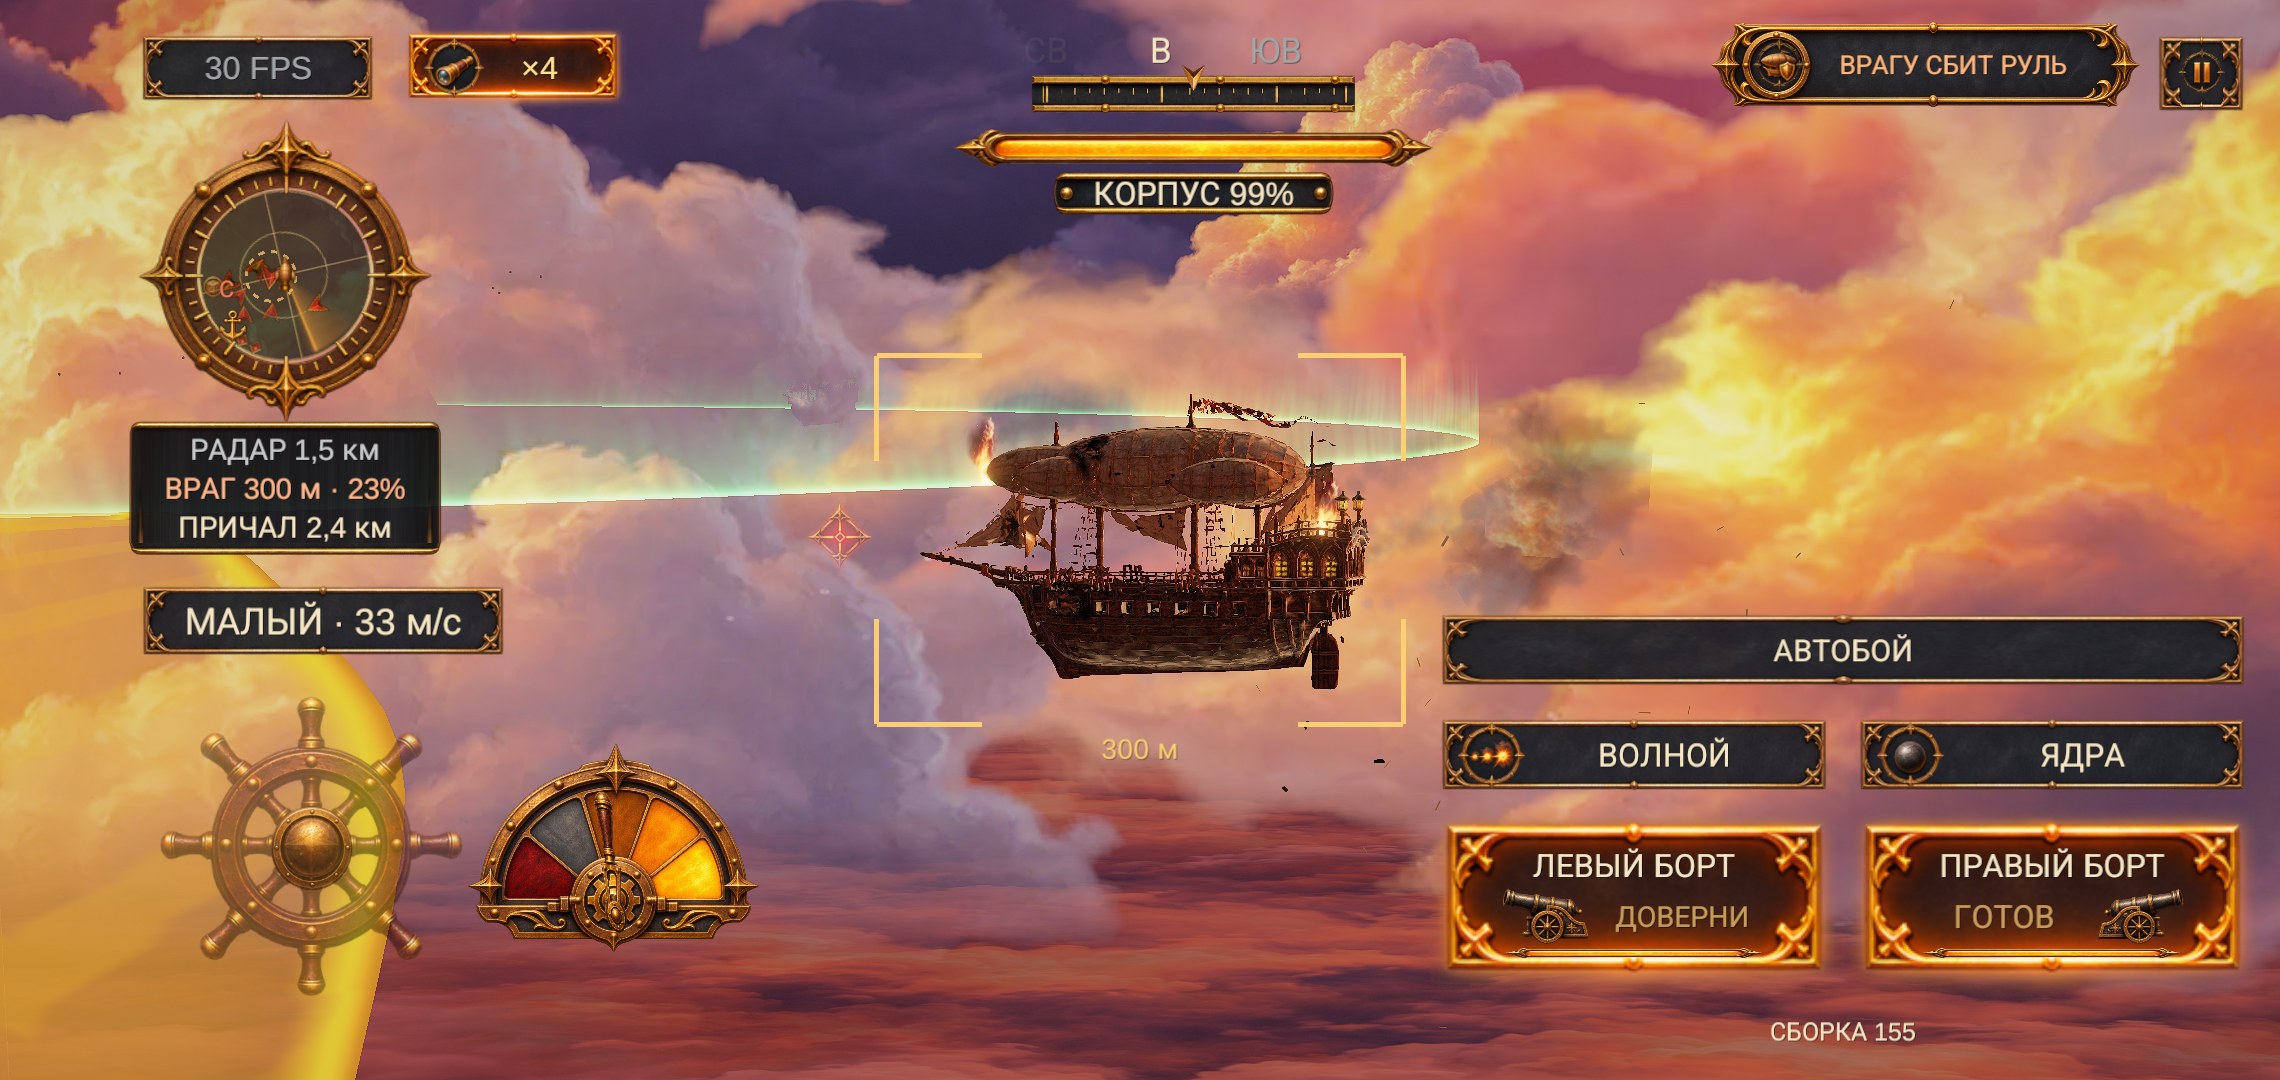 30 FPS
×4
СВ В ЮВ
ВРАГУ СБИТ РУЛЬ
КОРПУС 99%
С
РАДАР 1,5 км
ВРАГ 300 м · 23%
ПРИЧАЛ 2,4 км
МАЛЫЙ · 33 м/с
300 м
АВТОБОЙ
ВОЛНОЙ
ЯДРА
ЛЕВЫЙ БОРТ
ДОВЕРНИ
ПРАВЫЙ БОРТ
ГОТОВ
СБОРКА 155